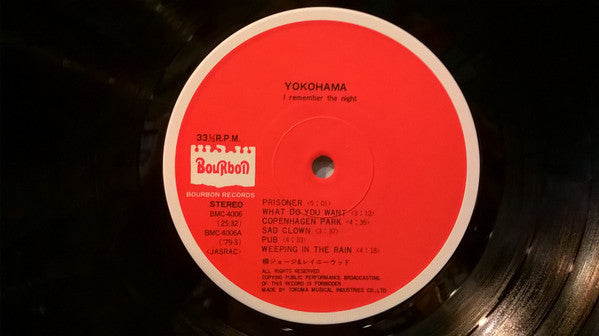 YOKOHAMA
I remember the night
33⅓R.P.M.
BouRboN
BOURBON RECORDS
STEREO
BMC-4006
(25:32)
BMC-4006A
('79·3)
(JASRAC)
PRISONER (5:01)
WHAT DO YOU WANT (3:12)
COPENHAGEN PARK (4:35)
SAD CLOWN (3:37)
PUB (4:33)
WEEPING IN THE RAIN (4:18)
柳ジョージ&レイニーウッド
ALL RIGHTS RESERVED
COPYING PUBLIC PERFORMANCE BROADCASTING
OF THIS RECORD IS FORBIDDEN
MADE BY TOKUMA MUSICAL INDUSTRIES CO.,LTD